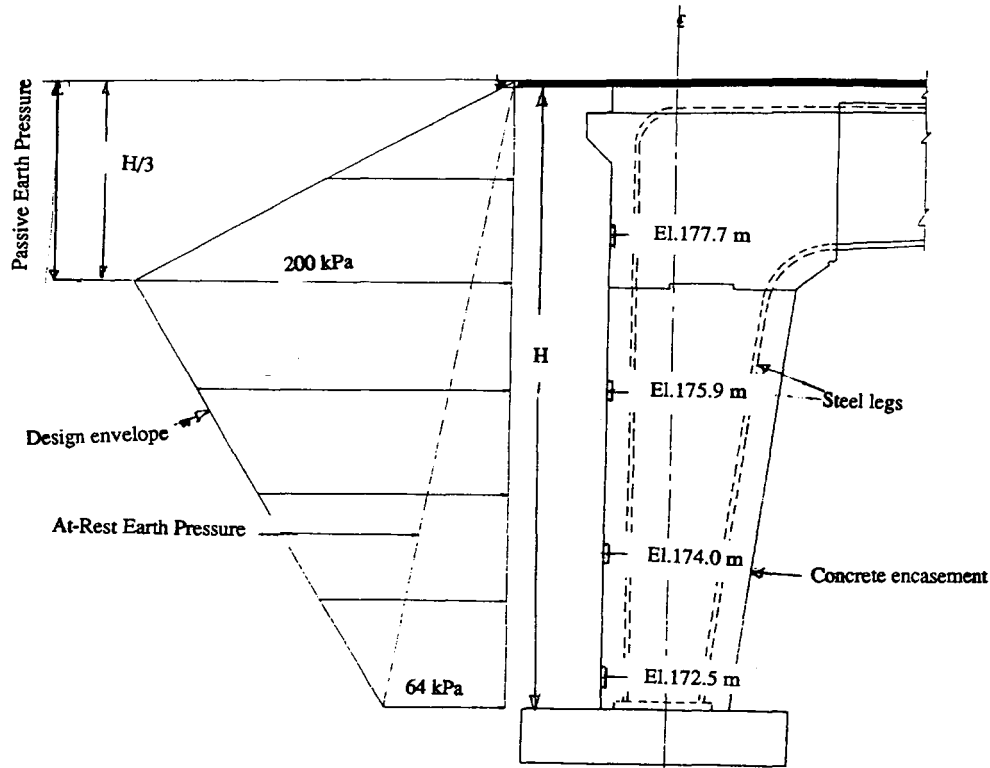 ℄
Passive Earth Pressure
H/3
El.177.7 m
200 kPa
H
El.175.9 m
Steel legs
Design envelope
At-Rest Earth Pressure
El.174.0 m
Concrete encasement
El.172.5 m
64 kPa